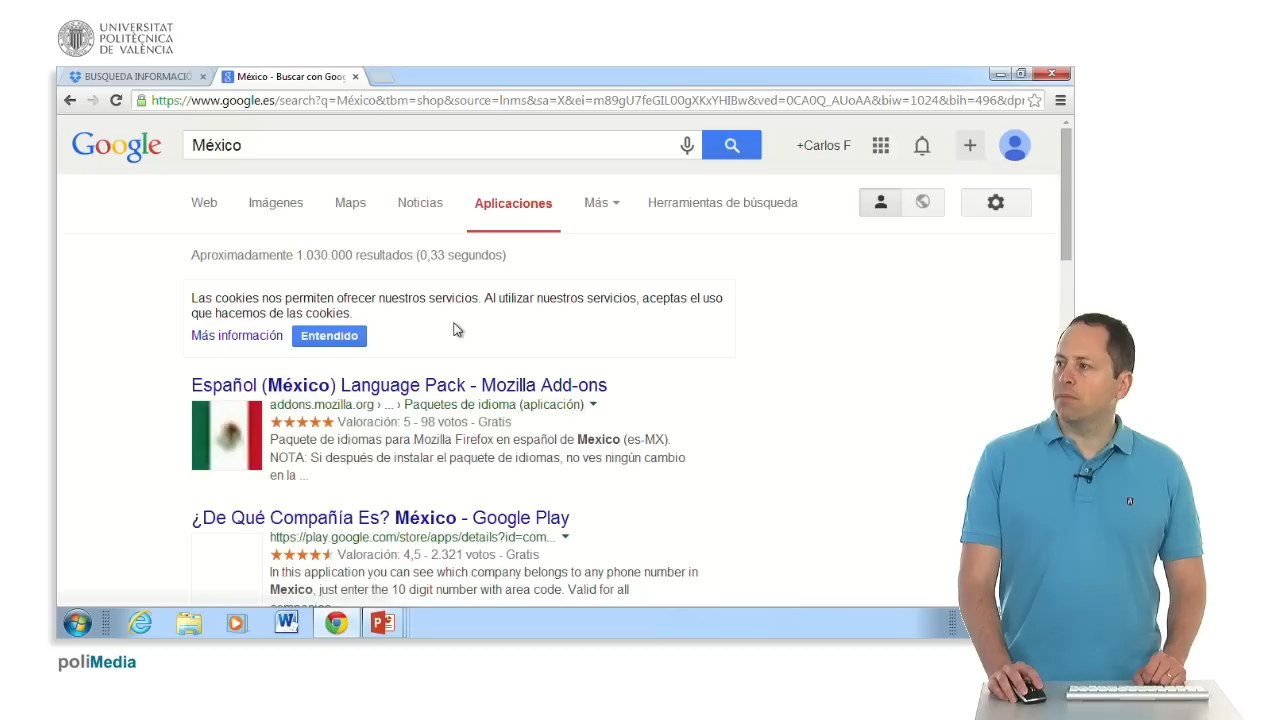 UNIVERSITAT
POLITÈCNICA
DE VALÈNCIA
BUSQUEDA INFORMACIÓ
México - Buscar con Goog
https://www.google.es/search?q=México&tbm=shop&source=lnms&sa=X&ei=m89gU7feGIL00gXKxYHIBw&ved=0CA0Q_AUoAA&biw=1024&bih=496&dpr
Google
México
+Carlos F
Web Imágenes Maps Noticias Aplicaciones Más Herramientas de búsqueda
Aproximadamente 1.030.000 resultados (0,33 segundos)
Las cookies nos permiten ofrecer nuestros servicios. Al utilizar nuestros servicios, aceptas el uso
que hacemos de las cookies.
Más información Entendido
Español (México) Language Pack - Mozilla Add-ons
addons.mozilla.org › ... › Paquetes de idioma (aplicación)
Valoración: 5 - 98 votos - Gratis
Paquete de idiomas para Mozilla Firefox en español de Mexico (es-MX).
NOTA: Si después de instalar el paquete de idiomas, no ves ningún cambio
en la ...
¿De Qué Compañía Es? México - Google Play
https://play.google.com/store/apps/details?id=com...
Valoración: 4,5 - 2.321 votos - Gratis
In this application you can see which company belongs to any phone number in
Mexico, just enter the 10 digit number with area code. Valid for all
poliMedia